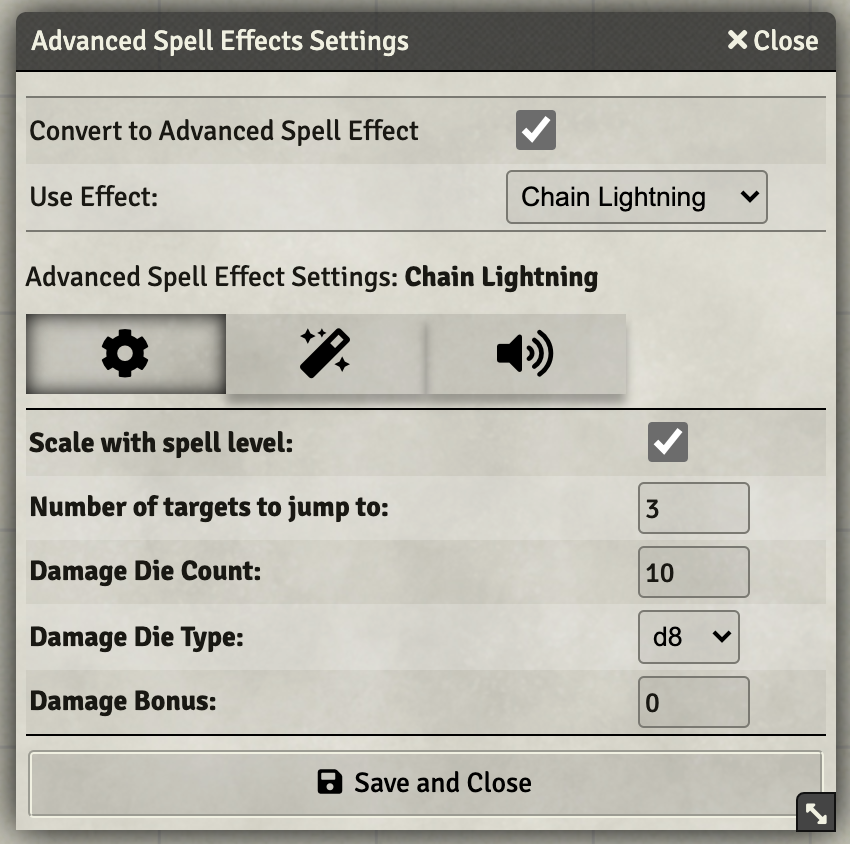 Advanced Spell Effects Settings
Close
Convert to Advanced Spell Effect
Use Effect:
Chain Lightning
Advanced Spell Effect Settings: Chain Lightning
Scale with spell level:
Number of targets to jump to:
3
Damage Die Count:
10
Damage Die Type:
d8
Damage Bonus:
0
Save and Close